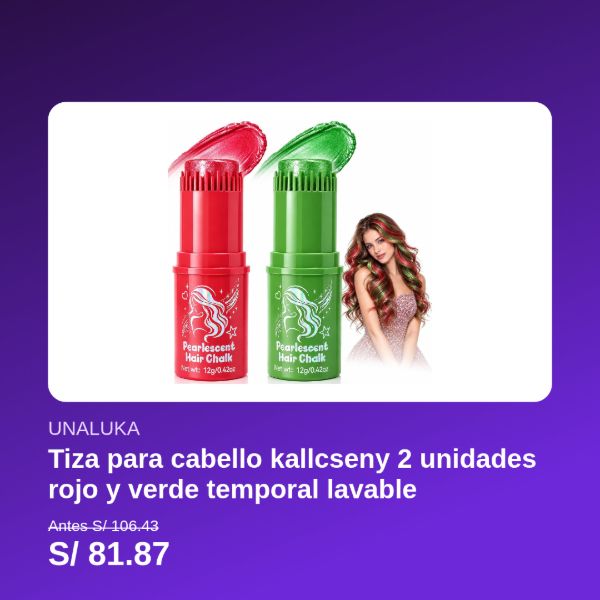 Pearlescent
Hair Chalk
Net wt: 12g/0.42oz
Pearlescent
Hair Chalk
Net wt: 12g/0.42oz
UNALUKA
Tiza para cabello kallcseny 2 unidades
rojo y verde temporal lavable
Antes S/ 106.43
S/ 81.87